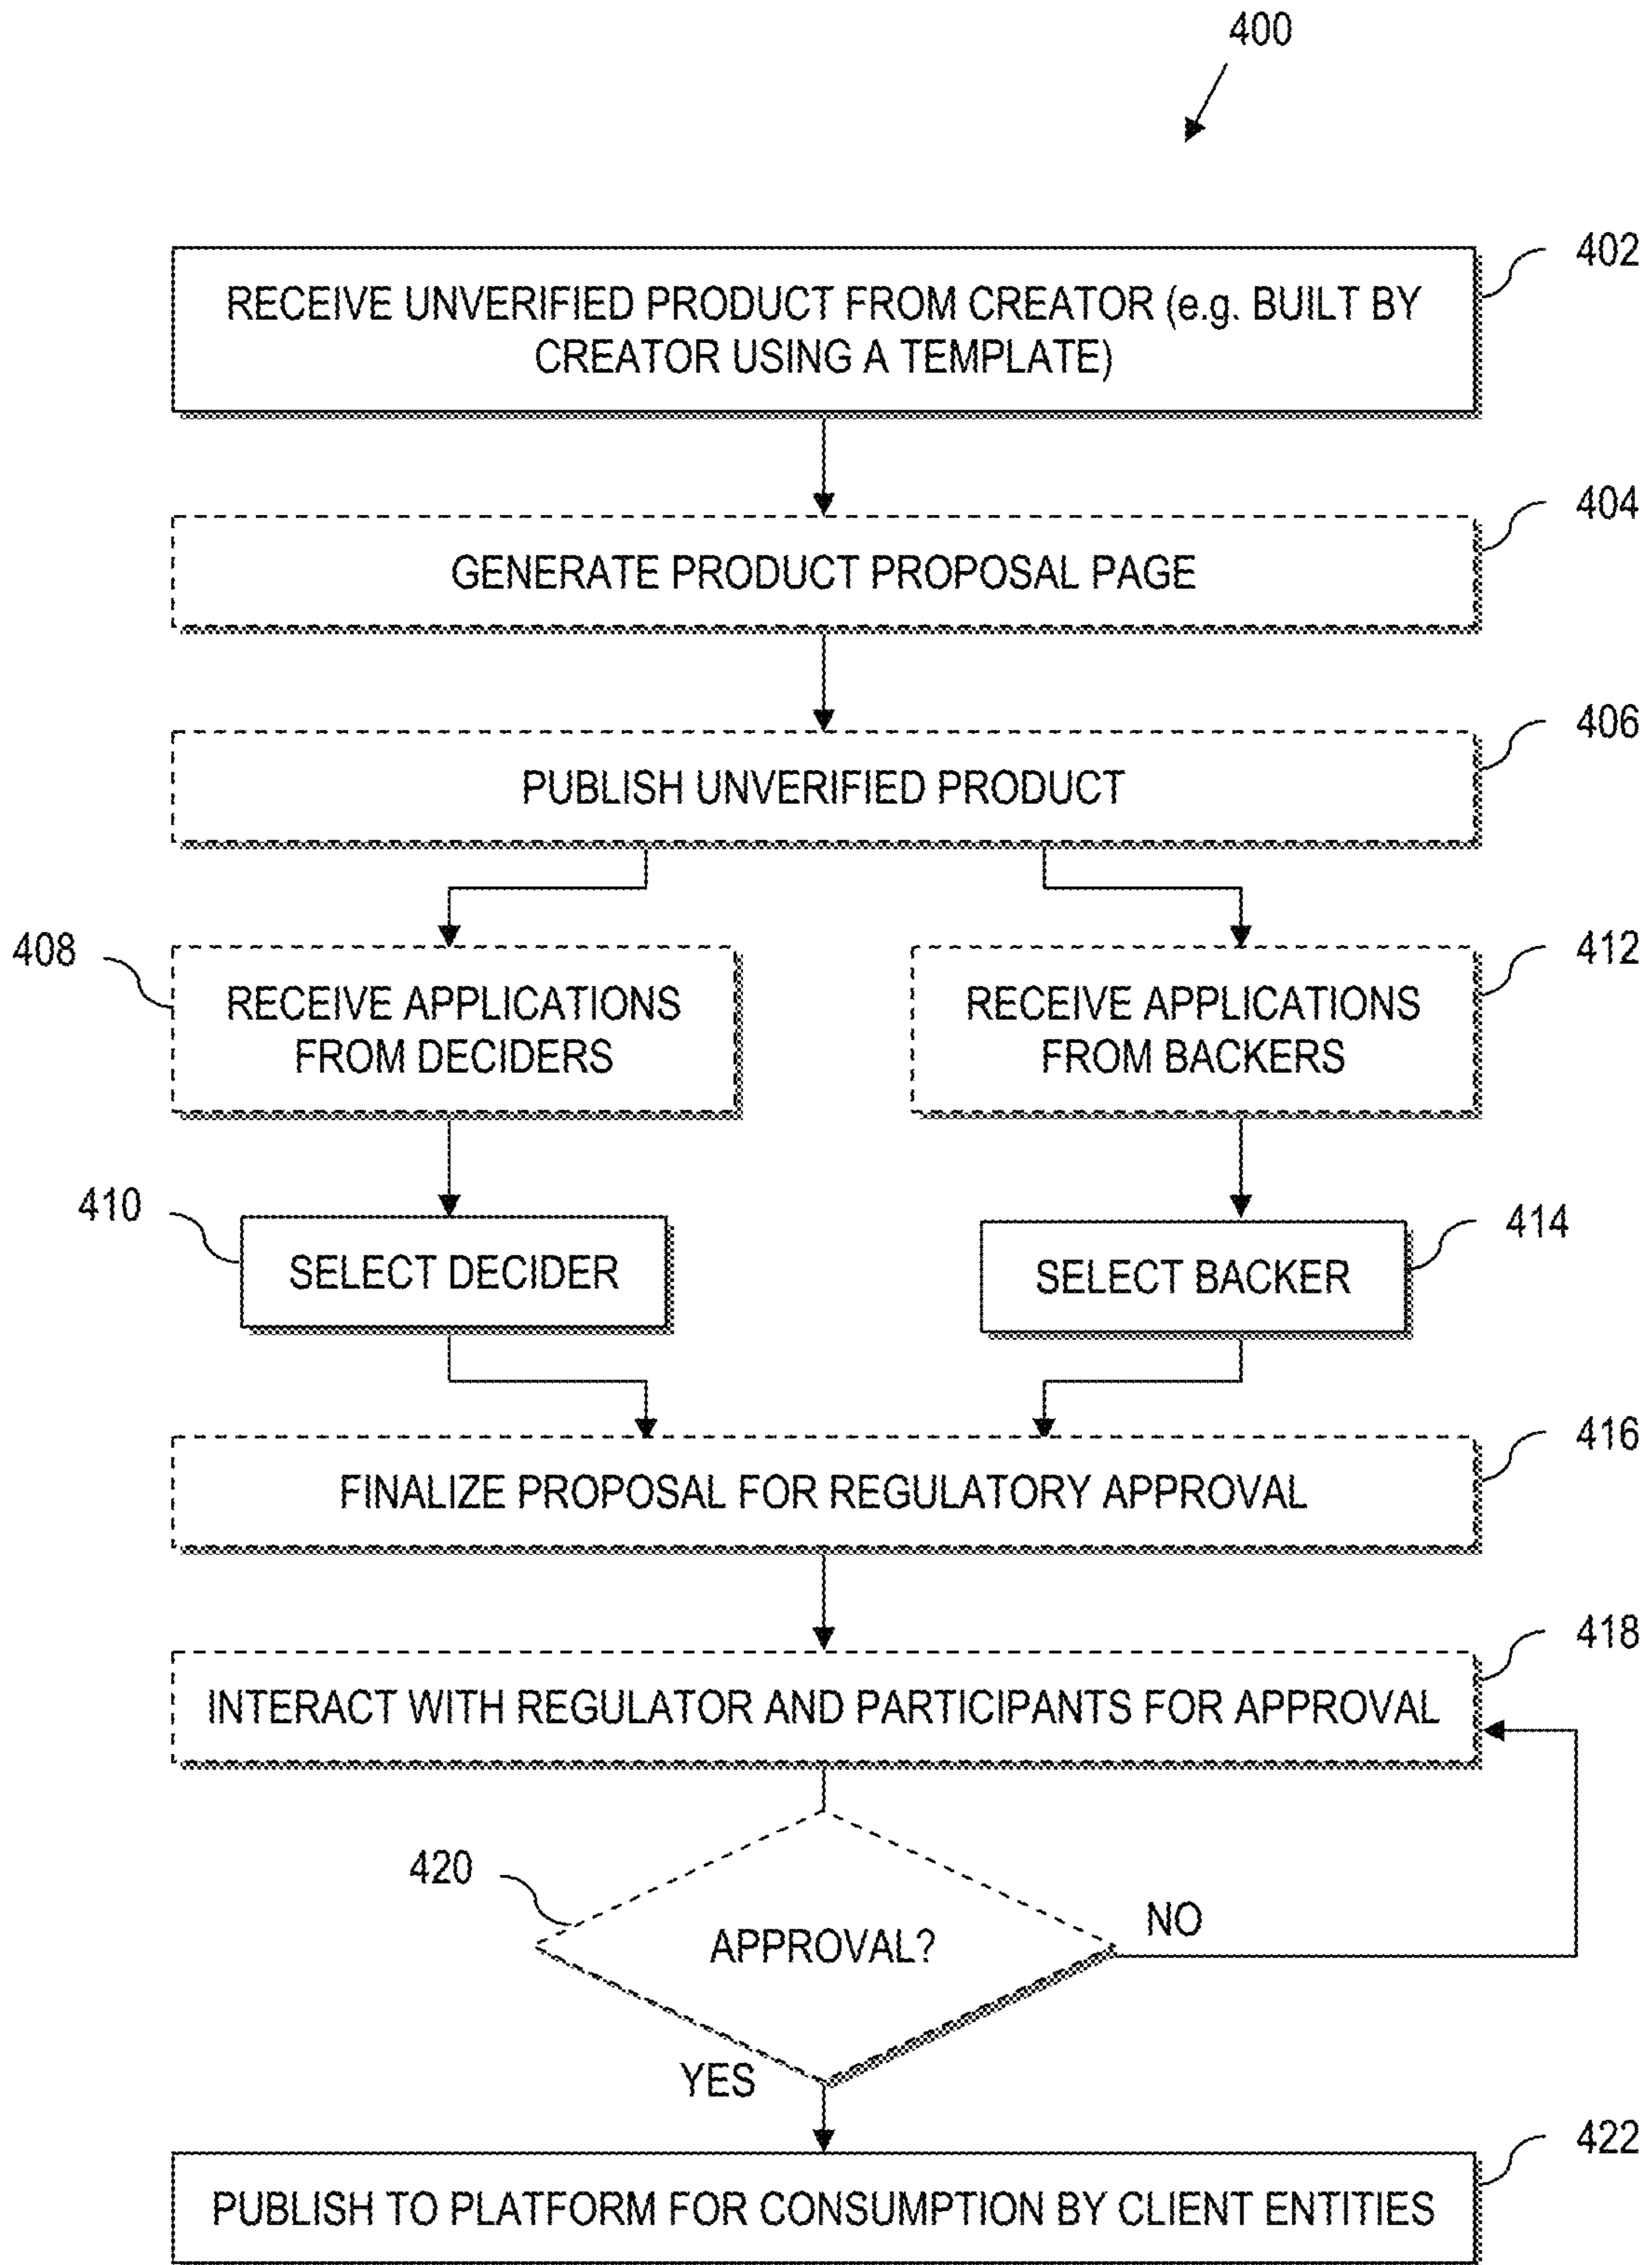 400
402
RECEIVE UNVERIFIED PRODUCT FROM CREATOR (e.g. BUILT BY
CREATOR USING A TEMPLATE)
404
GENERATE PRODUCT PROPOSAL PAGE
406
PUBLISH UNVERIFIED PRODUCT
408
RECEIVE APPLICATIONS
FROM DECIDERS
412
RECEIVE APPLICATIONS
FROM BACKERS
410
SELECT DECIDER
414
SELECT BACKER
416
FINALIZE PROPOSAL FOR REGULATORY APPROVAL
418
INTERACT WITH REGULATOR AND PARTICIPANTS FOR APPROVAL
420
APPROVAL?
NO
YES
422
PUBLISH TO PLATFORM FOR CONSUMPTION BY CLIENT ENTITIES